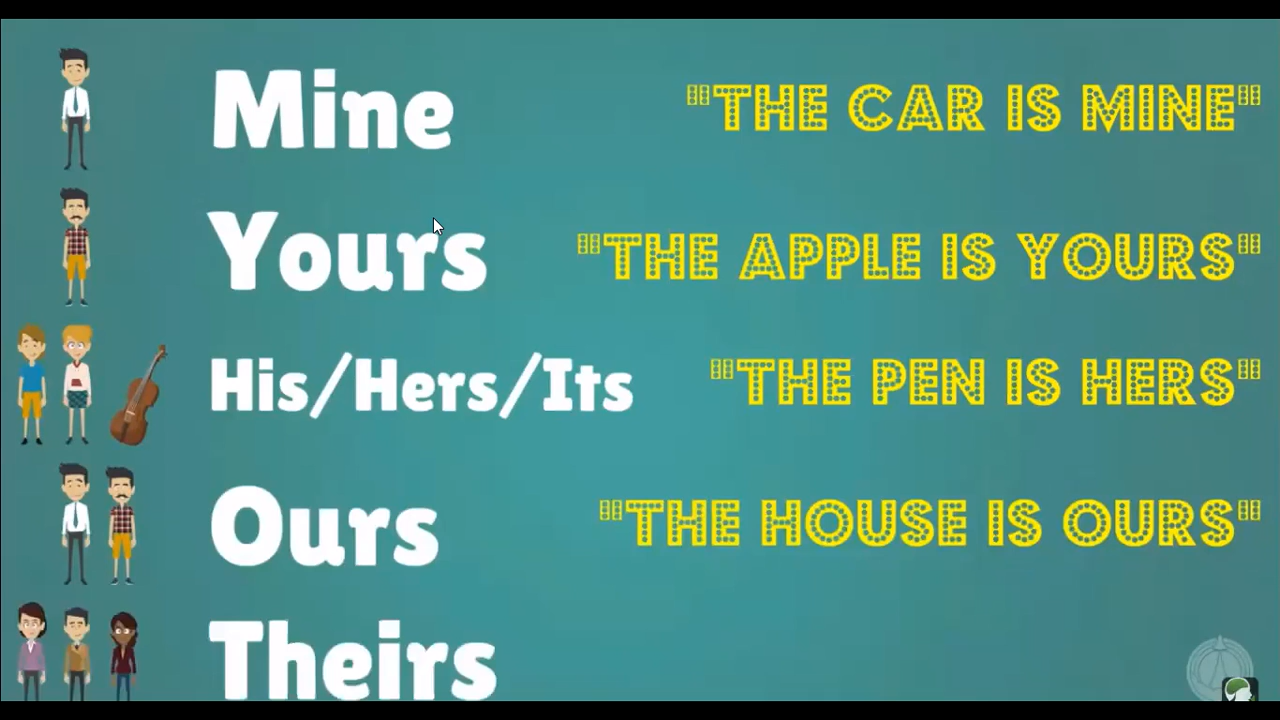 Mine "THE CAR IS MINE"
Yours "THE APPLE IS YOURS"
His/Hers/Its "THE PEN IS HERS"
Ours "THE HOUSE IS OURS"
Theirs